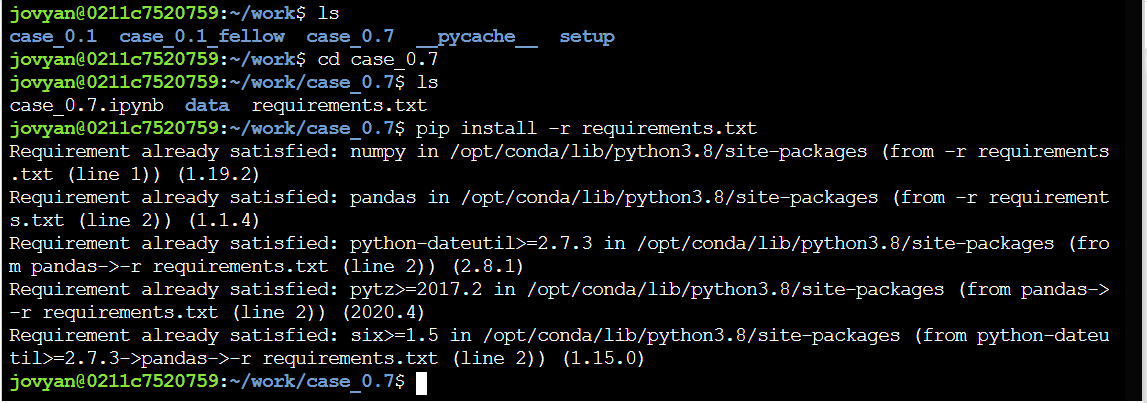 jovyan@0211c7520759:~/work$ ls
case_0.1  case_0.1_fellow  case_0.7  __pycache__  setup
jovyan@0211c7520759:~/work$ cd case_0.7
jovyan@0211c7520759:~/work/case_0.7$ ls
case_0.7.ipynb  data  requirements.txt
jovyan@0211c7520759:~/work/case_0.7$ pip install -r requirements.txt
Requirement already satisfied: numpy in /opt/conda/lib/python3.8/site-packages (from -r requirements
.txt (line 1)) (1.19.2)
Requirement already satisfied: pandas in /opt/conda/lib/python3.8/site-packages (from -r requirement
s.txt (line 2)) (1.1.4)
Requirement already satisfied: python-dateutil>=2.7.3 in /opt/conda/lib/python3.8/site-packages (fro
m pandas->-r requirements.txt (line 2)) (2.8.1)
Requirement already satisfied: pytz>=2017.2 in /opt/conda/lib/python3.8/site-packages (from pandas->
-r requirements.txt (line 2)) (2020.4)
Requirement already satisfied: six>=1.5 in /opt/conda/lib/python3.8/site-packages (from python-dateu
til>=2.7.3->pandas->-r requirements.txt (line 2)) (1.15.0)
jovyan@0211c7520759:~/work/case_0.7$